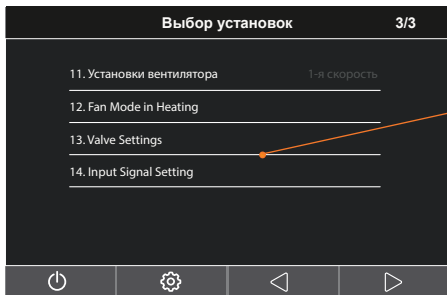 Выбор установок 3/3
11. Установки вентилятора 1-я скорость
12. Fan Mode in Heating
13. Valve Settings
14. Input Signal Setting